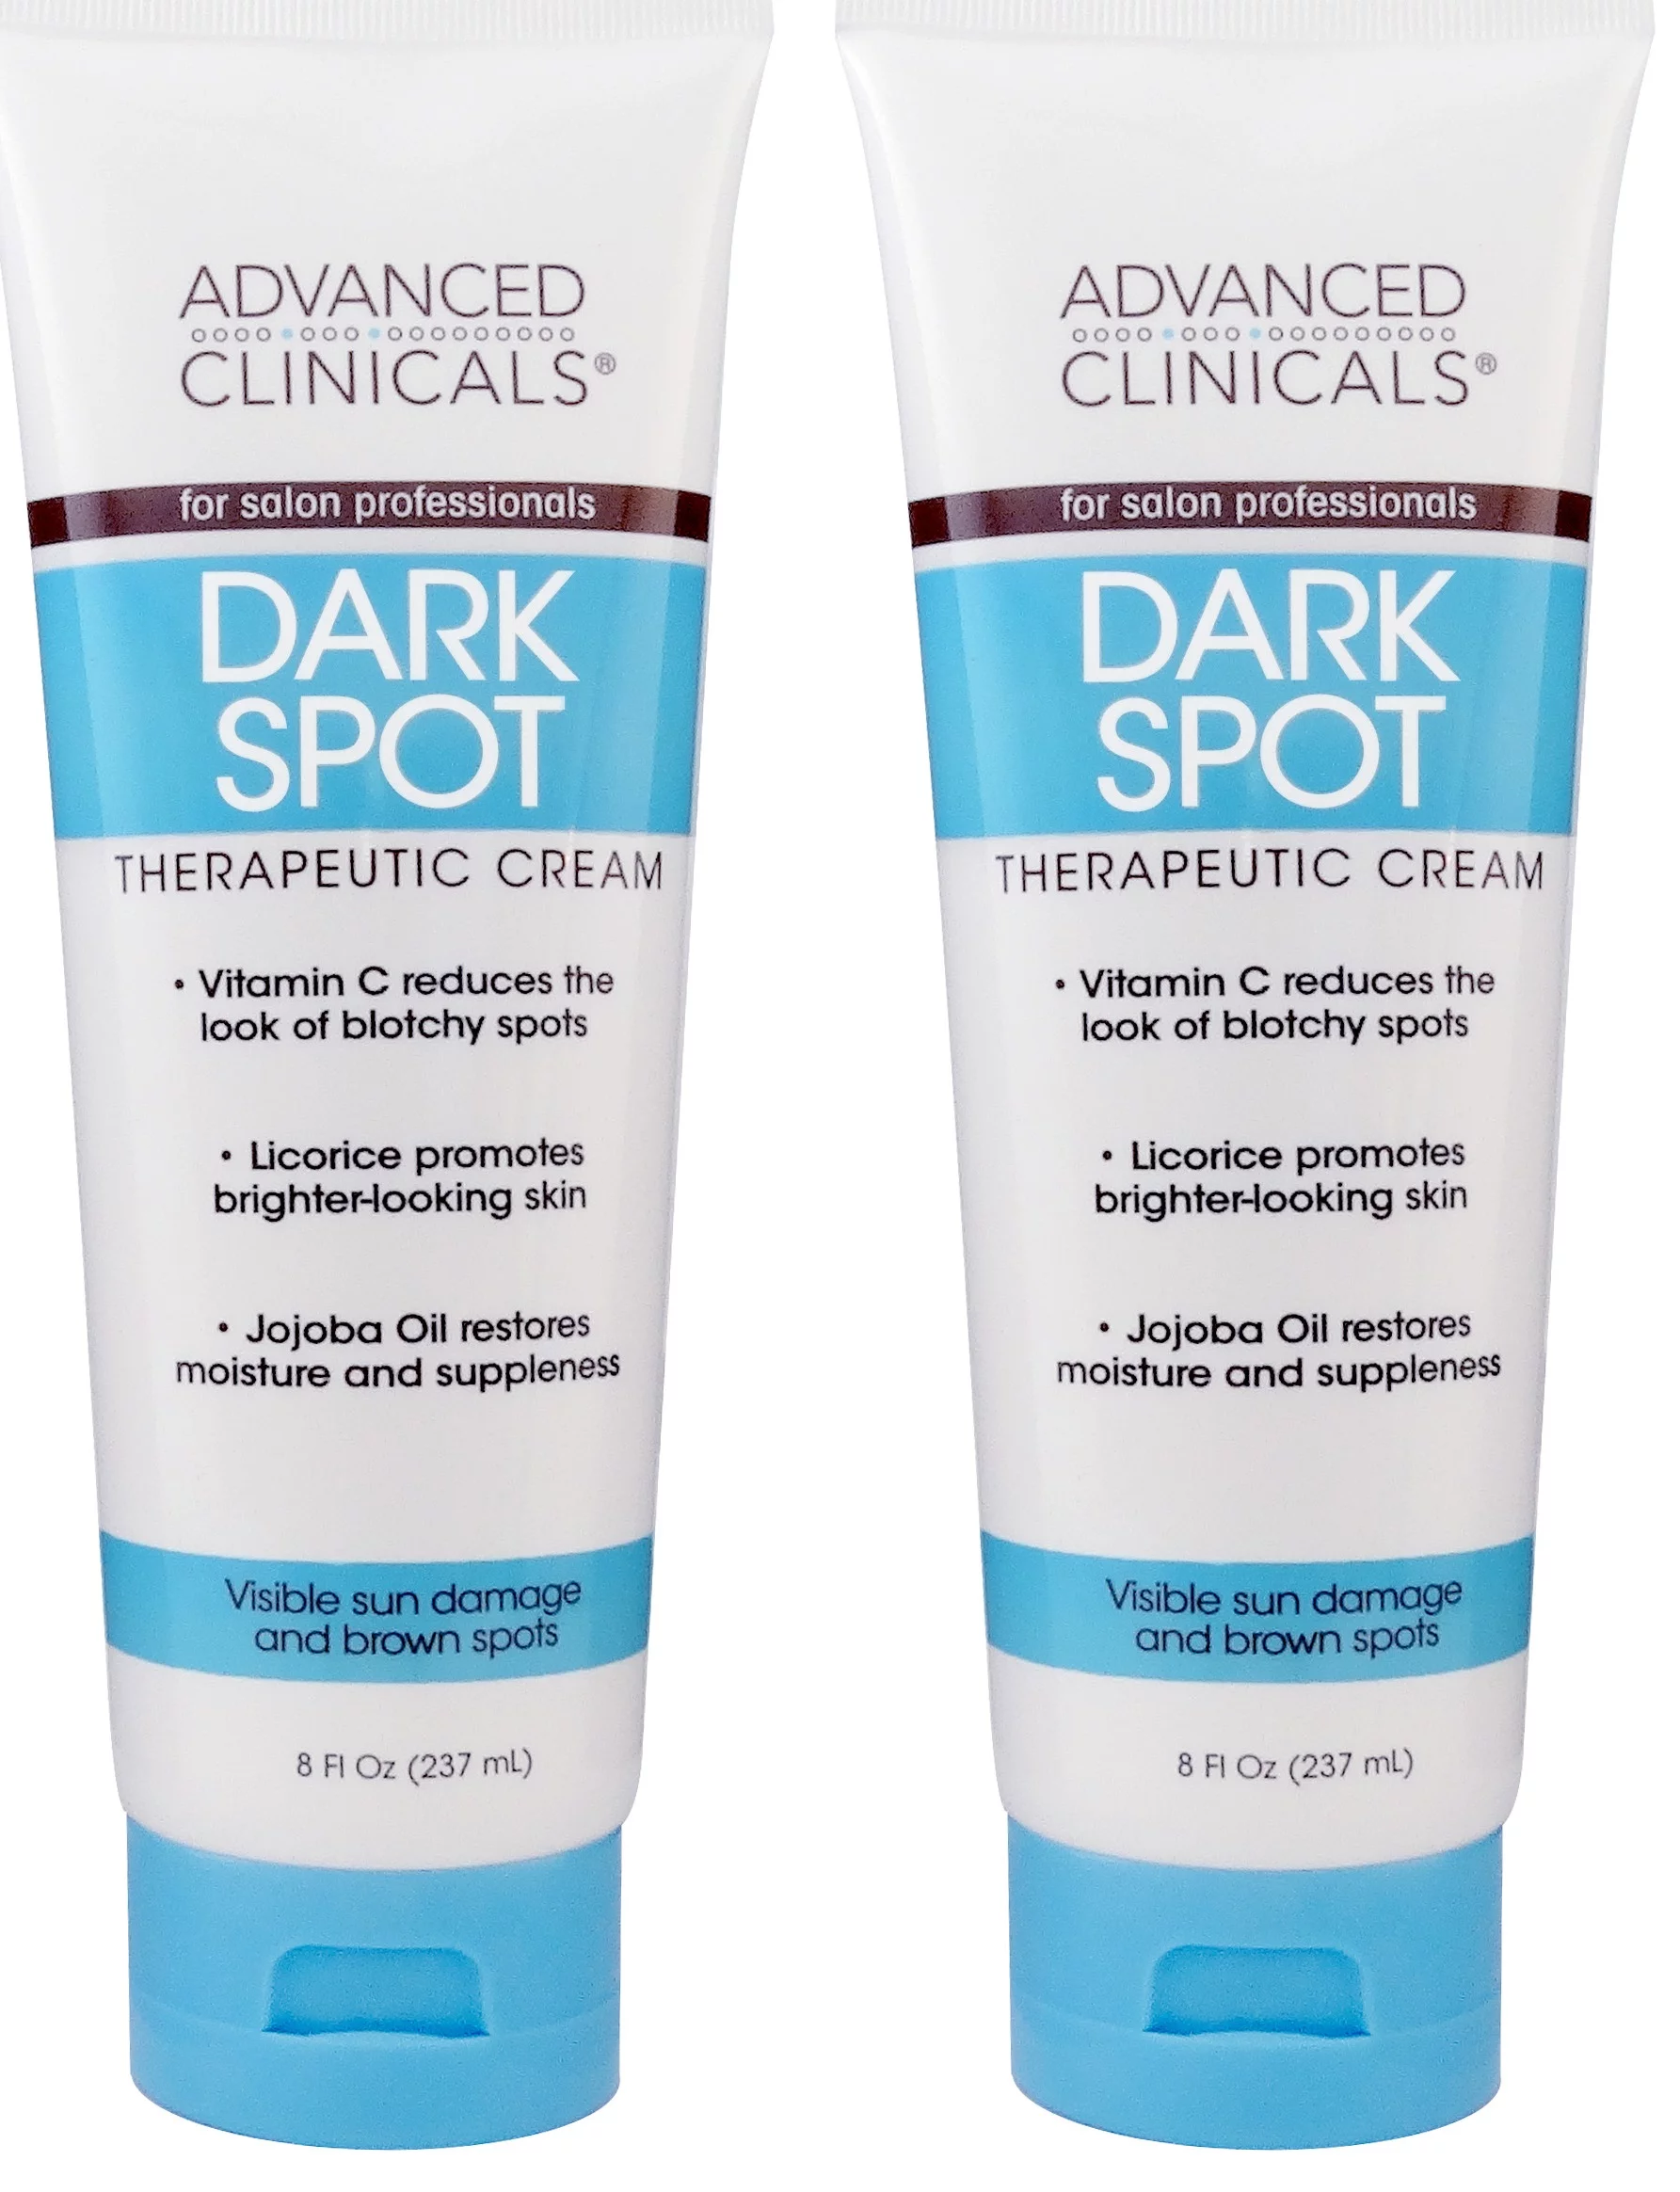 ADVANCED
CLINICALS®
for salon professionals
DARK
SPOT
THERAPEUTIC CREAM
• Vitamin C reduces the
look of blotchy spots
• Licorice promotes
brighter-looking skin
• Jojoba Oil restores
moisture and suppleness
Visible sun damage
and brown spots
8 Fl Oz (237 mL)
ADVANCED
CLINICALS®
for salon professionals
DARK
SPOT
THERAPEUTIC CREAM
• Vitamin C reduces the
look of blotchy spots
• Licorice promotes
brighter-looking skin
• Jojoba Oil restores
moisture and suppleness
Visible sun damage
and brown spots
8 Fl Oz (237 mL)